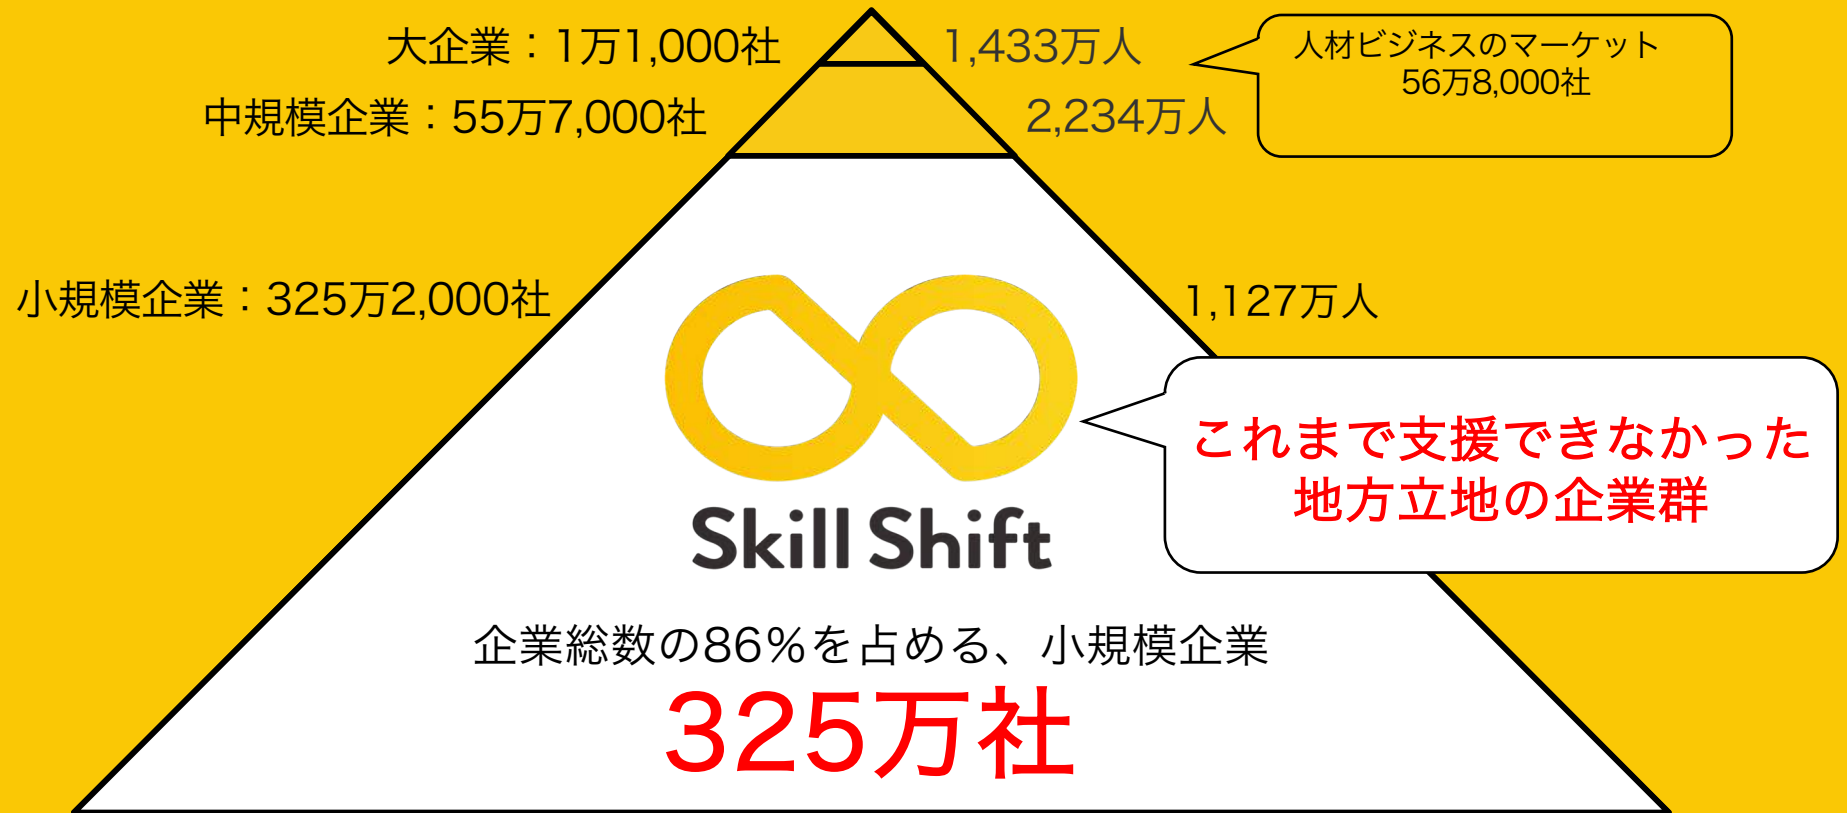 大企業：1万1,000社
1,433万人
人材ビジネスのマーケット
56万8,000社
中規模企業：55万7,000社
2,234万人
小規模企業：325万2,000社
1,127万人
これまで支援できなかった
地方立地の企業群
Skill Shift
企業総数の86%を占める、小規模企業
325万社